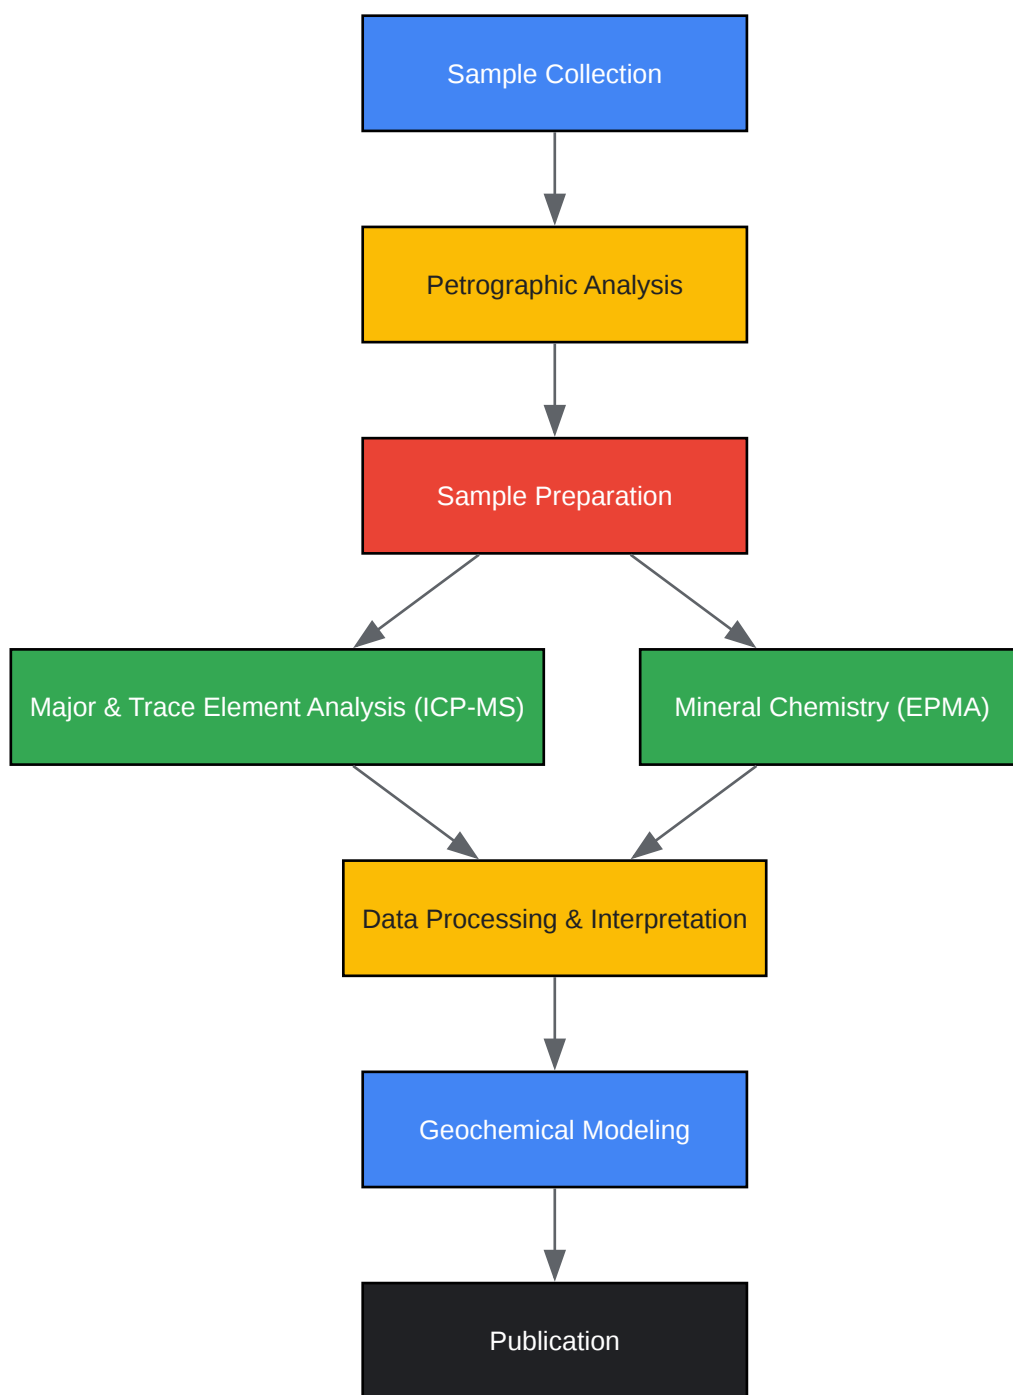 Sample Collection
Petrographic Analysis
Sample Preparation
Major & Trace Element Analysis (ICP-MS)
Mineral Chemistry (EPMA)
Data Processing & Interpretation
Geochemical Modeling
Publication